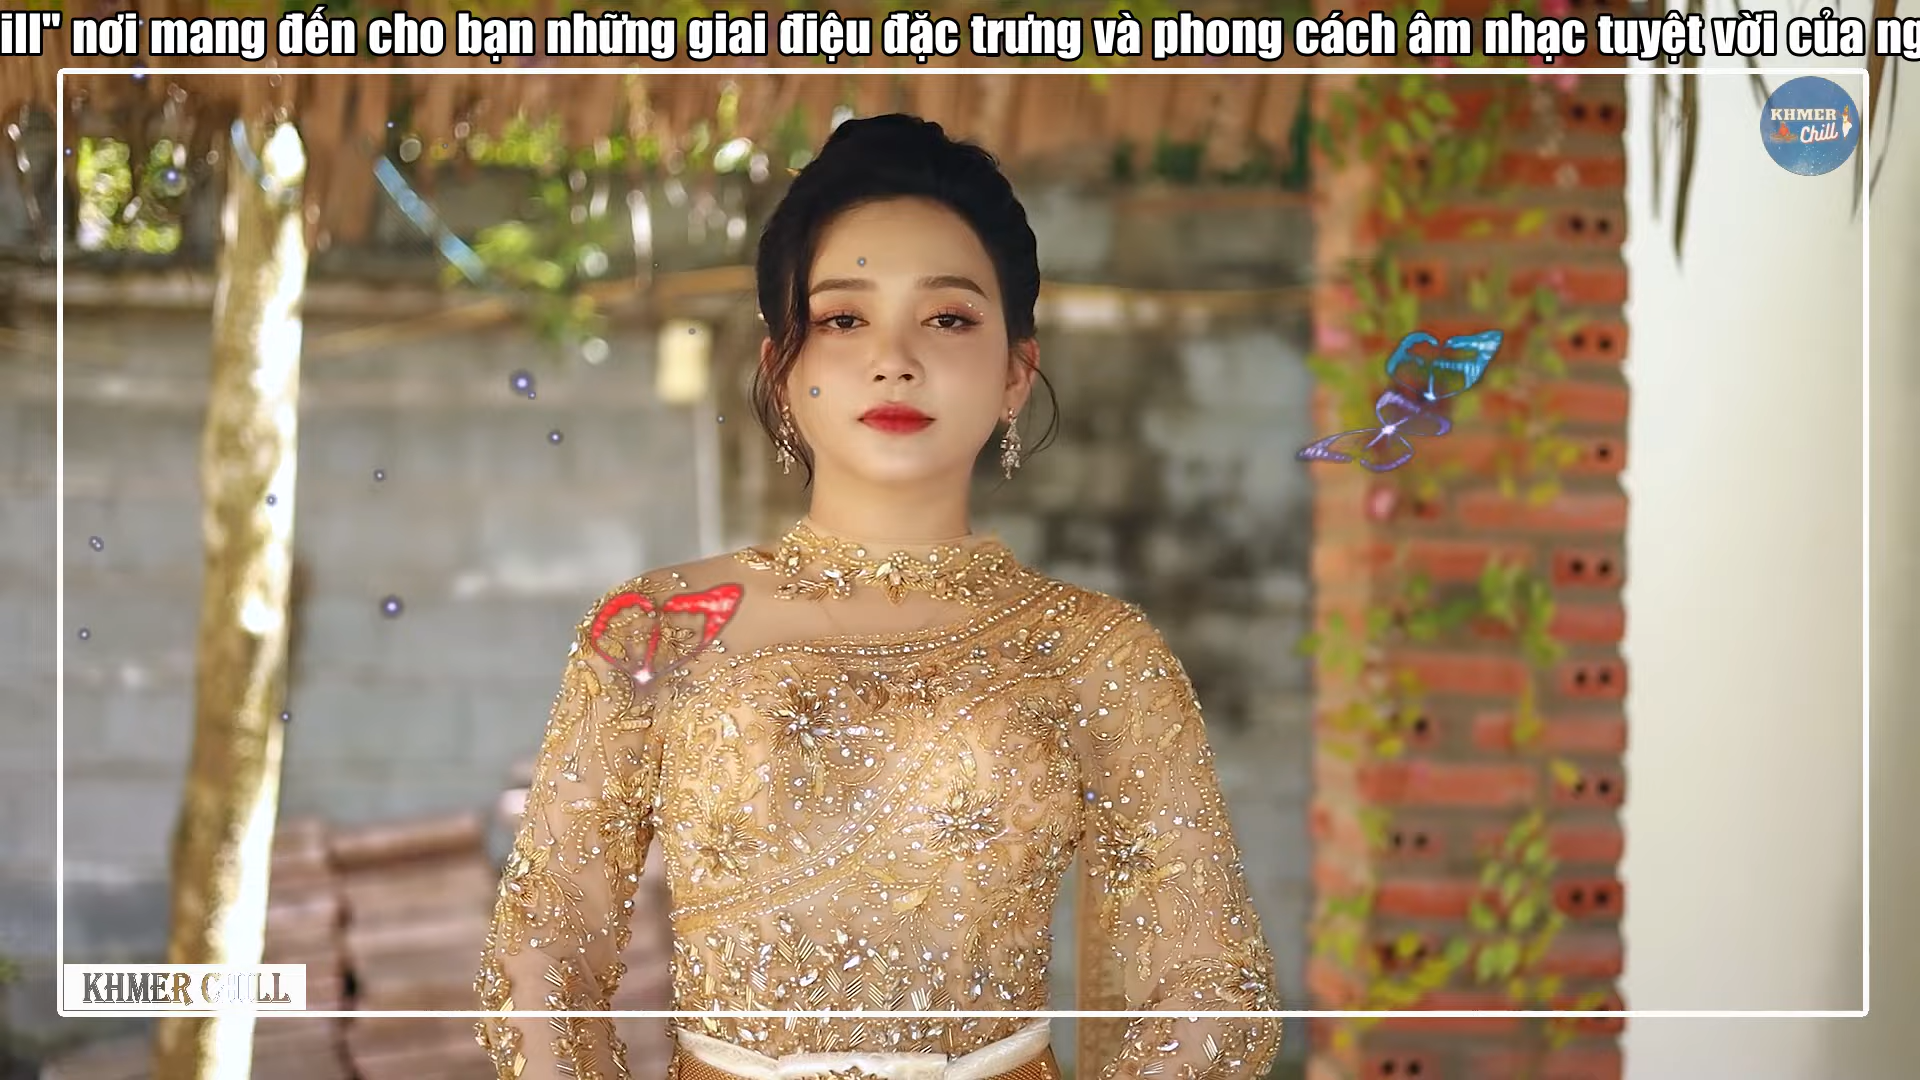 ill" nơi mang đến cho bạn những giai điệu đặc trưng và phong cách âm nhạc tuyệt vời của ng
KHMER
Chill
KHMER CHILL